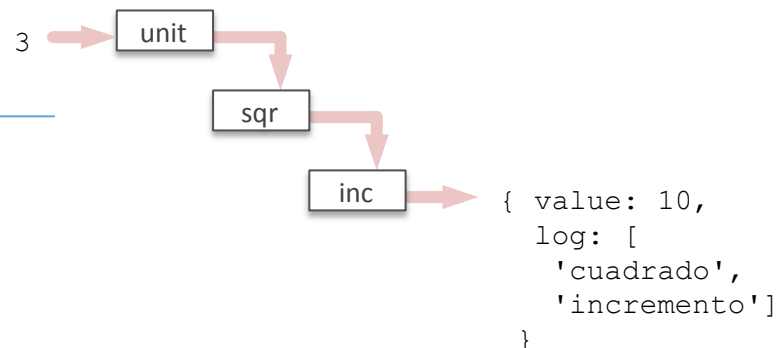 3
unit
sqr
inc
{ value: 10,
log: [
'cuadrado',
'incremento']
}